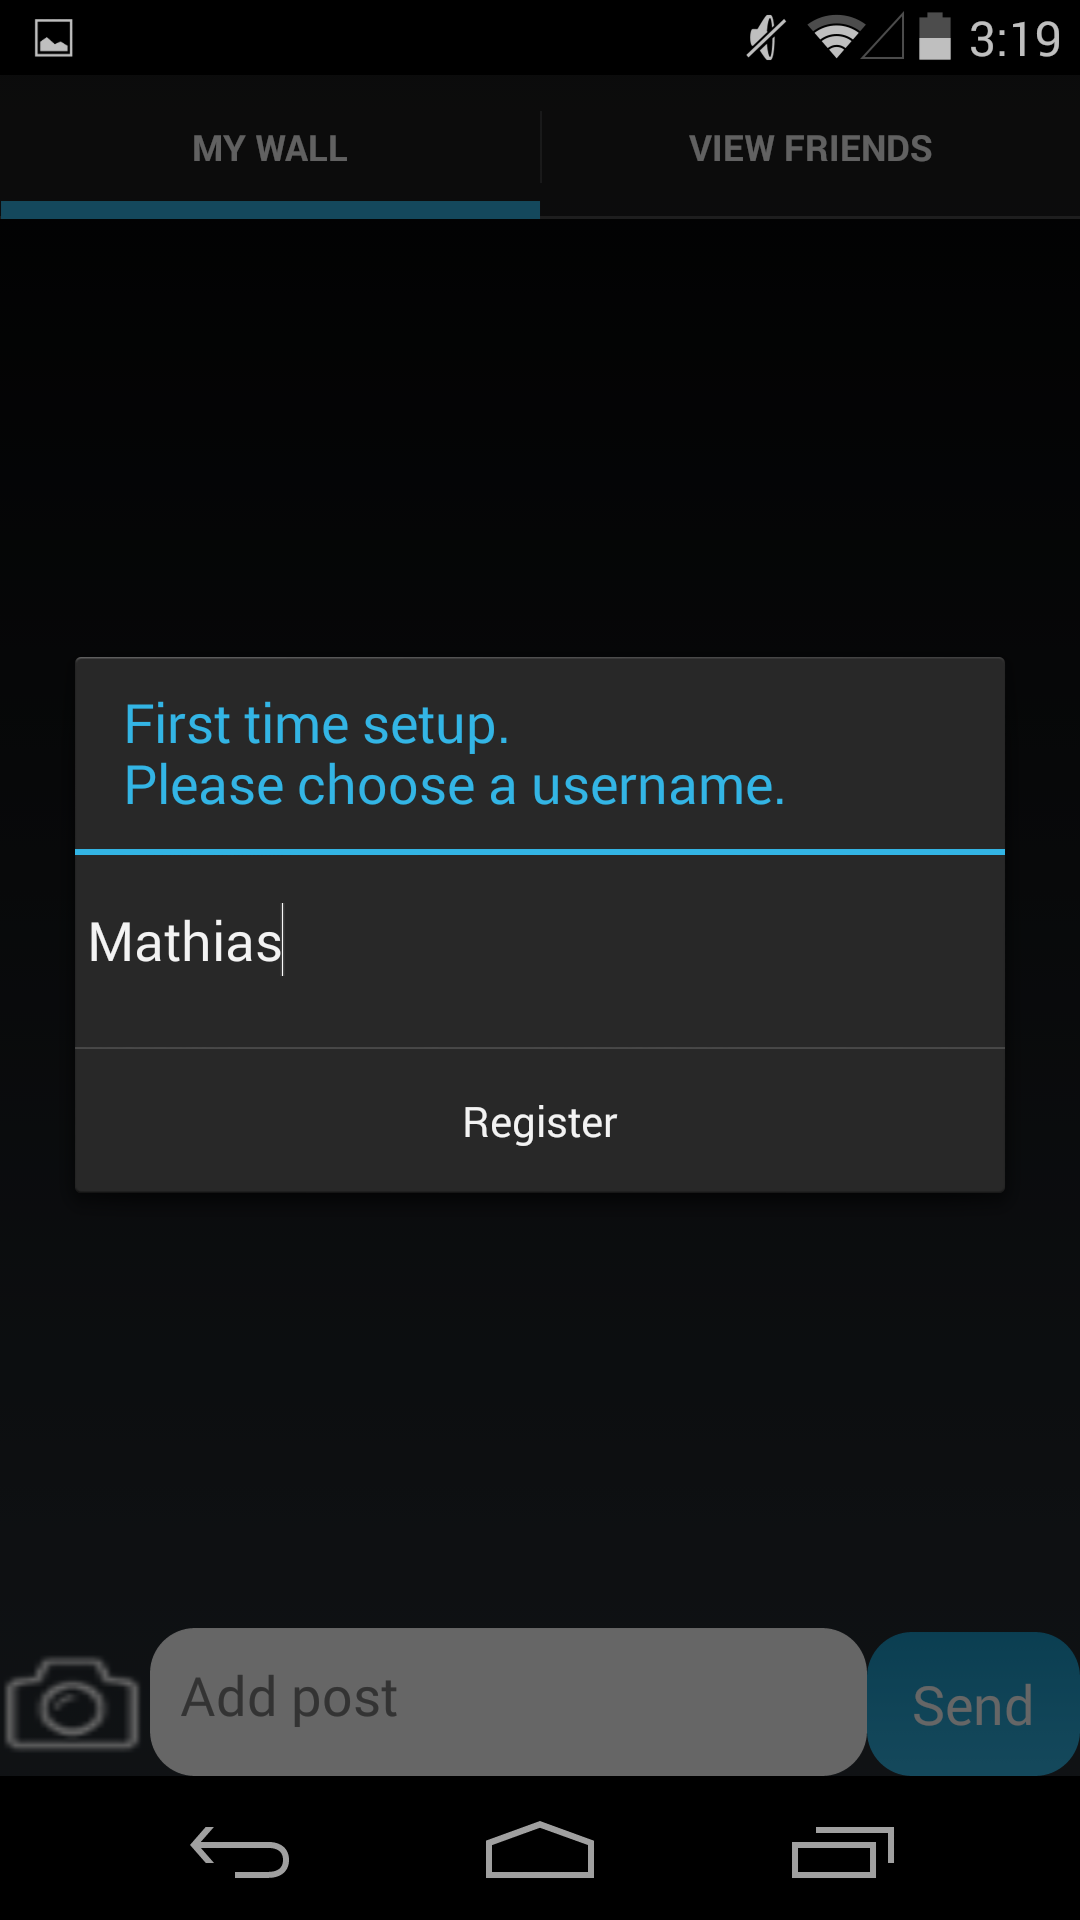 3:19
MY WALL
VIEW FRIENDS
First time setup.
Please choose a username.
Mathias
Register
Add post
Send